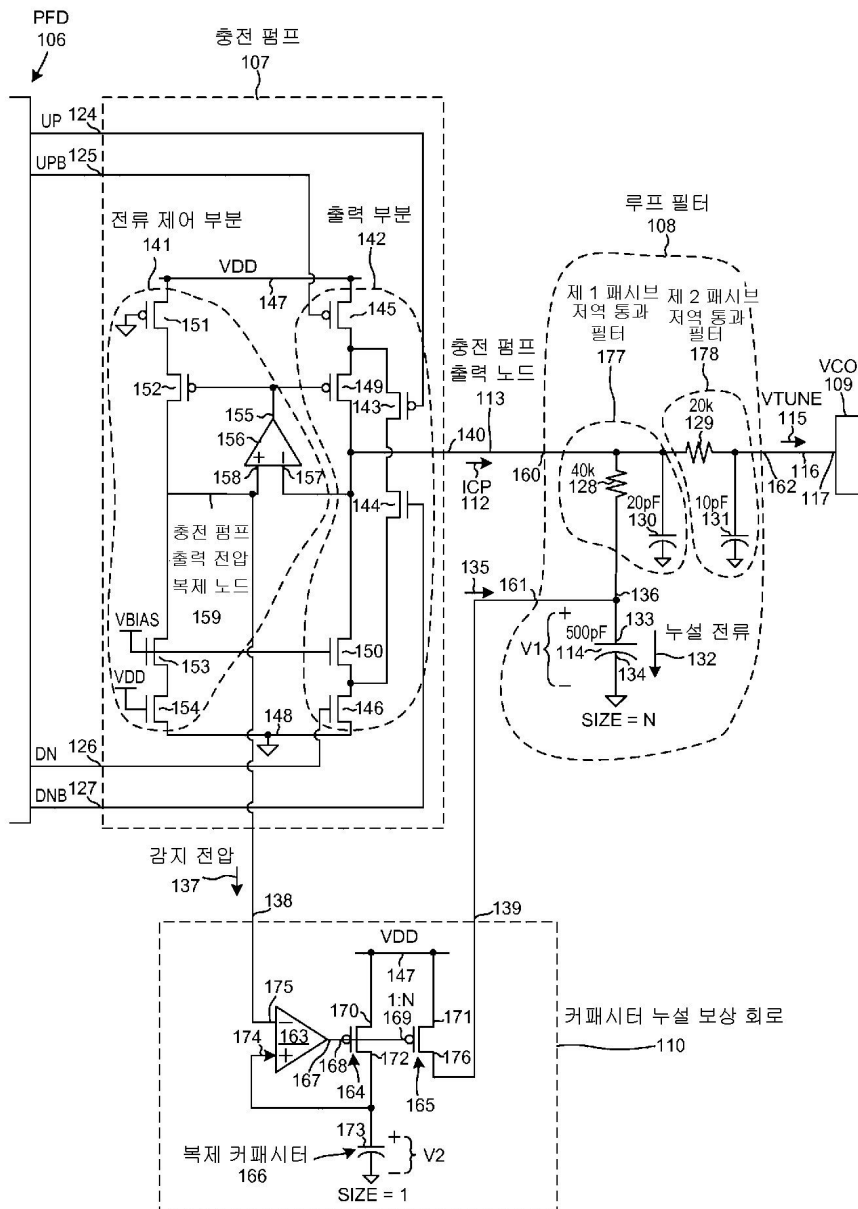 PFD
106
충전 펌프
107
UP
124
UPB
125
전류 제어 부분
141
출력 부분
142
VDD
147
151
145
152
149
143
155
156
+
−
158
157
144
충전 펌프
출력 전압
복제 노드
159
VBIAS
153
150
VDD
154
146
148
DN
126
DNB
127
충전 펌프
출력 노드
113
140
ICP
112
루프 필터
108
제 1 패시브
저역 통과
필터
177
제 2 패시브
저역 통과
필터
178
VCO
109
VTUNE
115
20k
129
160
40k
128
162
116
117
20pF
130
10pF
131
135
161
136
+
V1
−
500pF
114
133
134
누설 전류
132
SIZE = N
감지 전압
137
138
139
VDD
147
175
−
163
+
174
167
168
170
172
164
1:N
169
171
176
165
커패시터 누설 보상 회로
110
173
복제 커패시터
166
+
−
V2
SIZE = 1